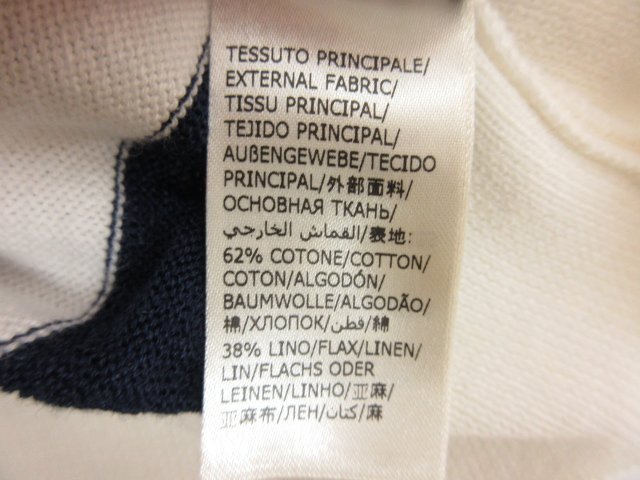 TESSUTO PRINCIPALE/
EXTERNAL FABRIC/
TISSU PRINCIPAL/
TEJIDO PRINCIPAL/
AUßENGEWEBE/TECIDO
PRINCIPAL/外部面料/
ОСНОВНАЯ ТКАНЬ/
القماش الخارجي/表地:
62% COTONE/COTTON/
COTON/ALGODÓN/
BAUMWOLLE/ALGODÃO/
棉/ХЛОПОК/قطن/綿
38% LINO/FLAX/LINEN/
LIN/FLACHS ODER
LEINEN/LINHO/亚麻/
亚麻布/ЛЕН/كتان/麻